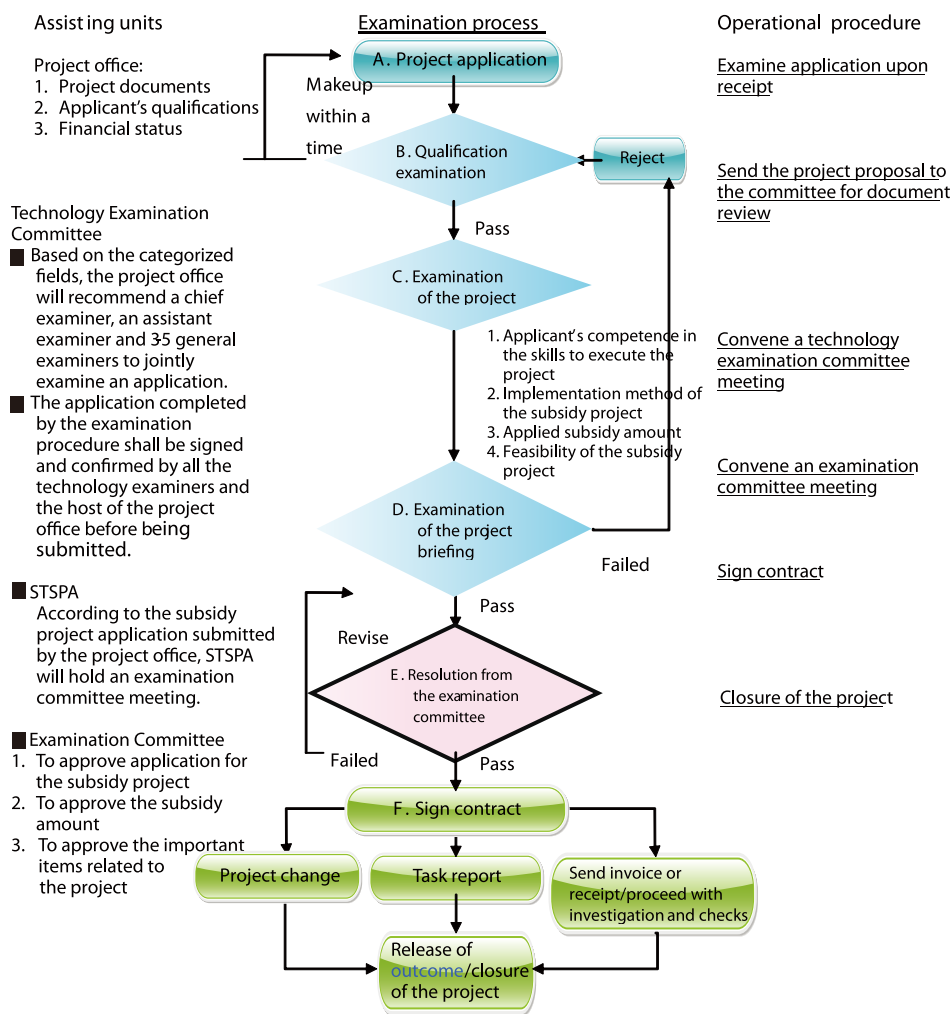 Assisting units
Project office:
1. Project documents
2. Applicant's qualifications
3. Financial status
Technology Examination
Committee
Based on the categorized
fields, the project office
will recommend a chief
examiner, an assistant
examiner and 35 general
examiners to jointly
examine an application.
The application completed
by the examination
procedure shall be signed
and confirmed by all the
technology examiners and
the host of the project
office before being
submitted.
STSPA
According to the subsidy
project application submitted
by the project office, STSPA
will hold an examination
committee meeting.
Examination Committee
1. To approve application for
the subsidy project
2. To approve the subsidy
amount
3. To approve the important
items related to
the project
Examination process
A. Project application
Makeup
within a
time
B. Qualification
examination
Reject
Pass
C. Examination
of the project
1. Applicant's competence in
the skills to execute the
project
2. Implementation method of
the subsidy project
3. Applied subsidy amount
4. Feasibility of the subsidy
project
D. Examination
of the project
briefing
Failed
Pass
Revise
E. Resolution from
the examination
committee
Failed
Pass
F. Sign contract
Project change
Task report
Send invoice or
receipt/proceed with
investigation and checks
Release of
outcome/closure
of the project
Operational procedure
Examine application upon
receipt
Send the project proposal to
the committee for document
review
Convene a technology
examination committee
meeting
Convene an examination
committee meeting
Sign contract
Closure of the project